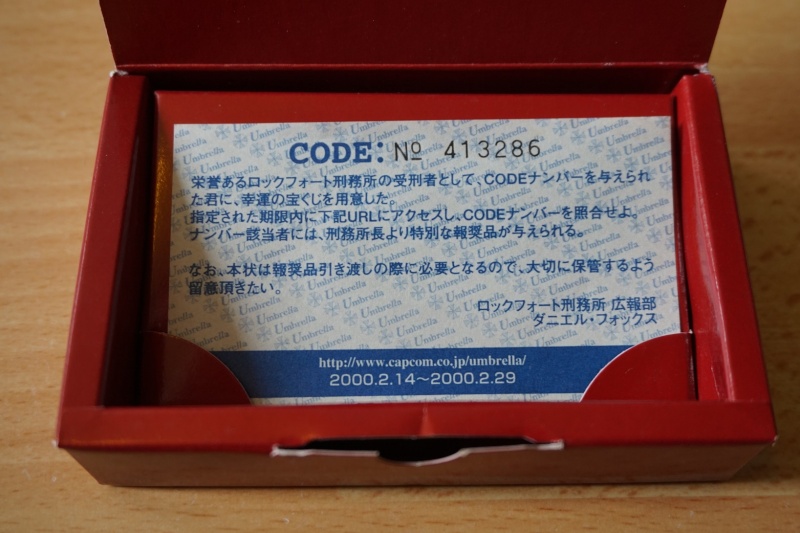 CODE: № 413286
栄誉あるロックフォート刑務所の受刑者として、CODEナンバーを与えられ
た君に、幸運の宝くじを用意した。
指定された期限内に下記URLにアクセスし、CODEナンバーを照合せよ。
ナンバー該当者には、刑務所長より特別な報奨品が与えられる。
なお、本状は報奨品引き渡しの際に必要となるので、大切に保管するよう
留意頂きたい。
ロックフォート刑務所 広報部
ダニエル・フォックス
http://www.capcom.co.jp/umbrella/
2000.2.14～2000.2.29